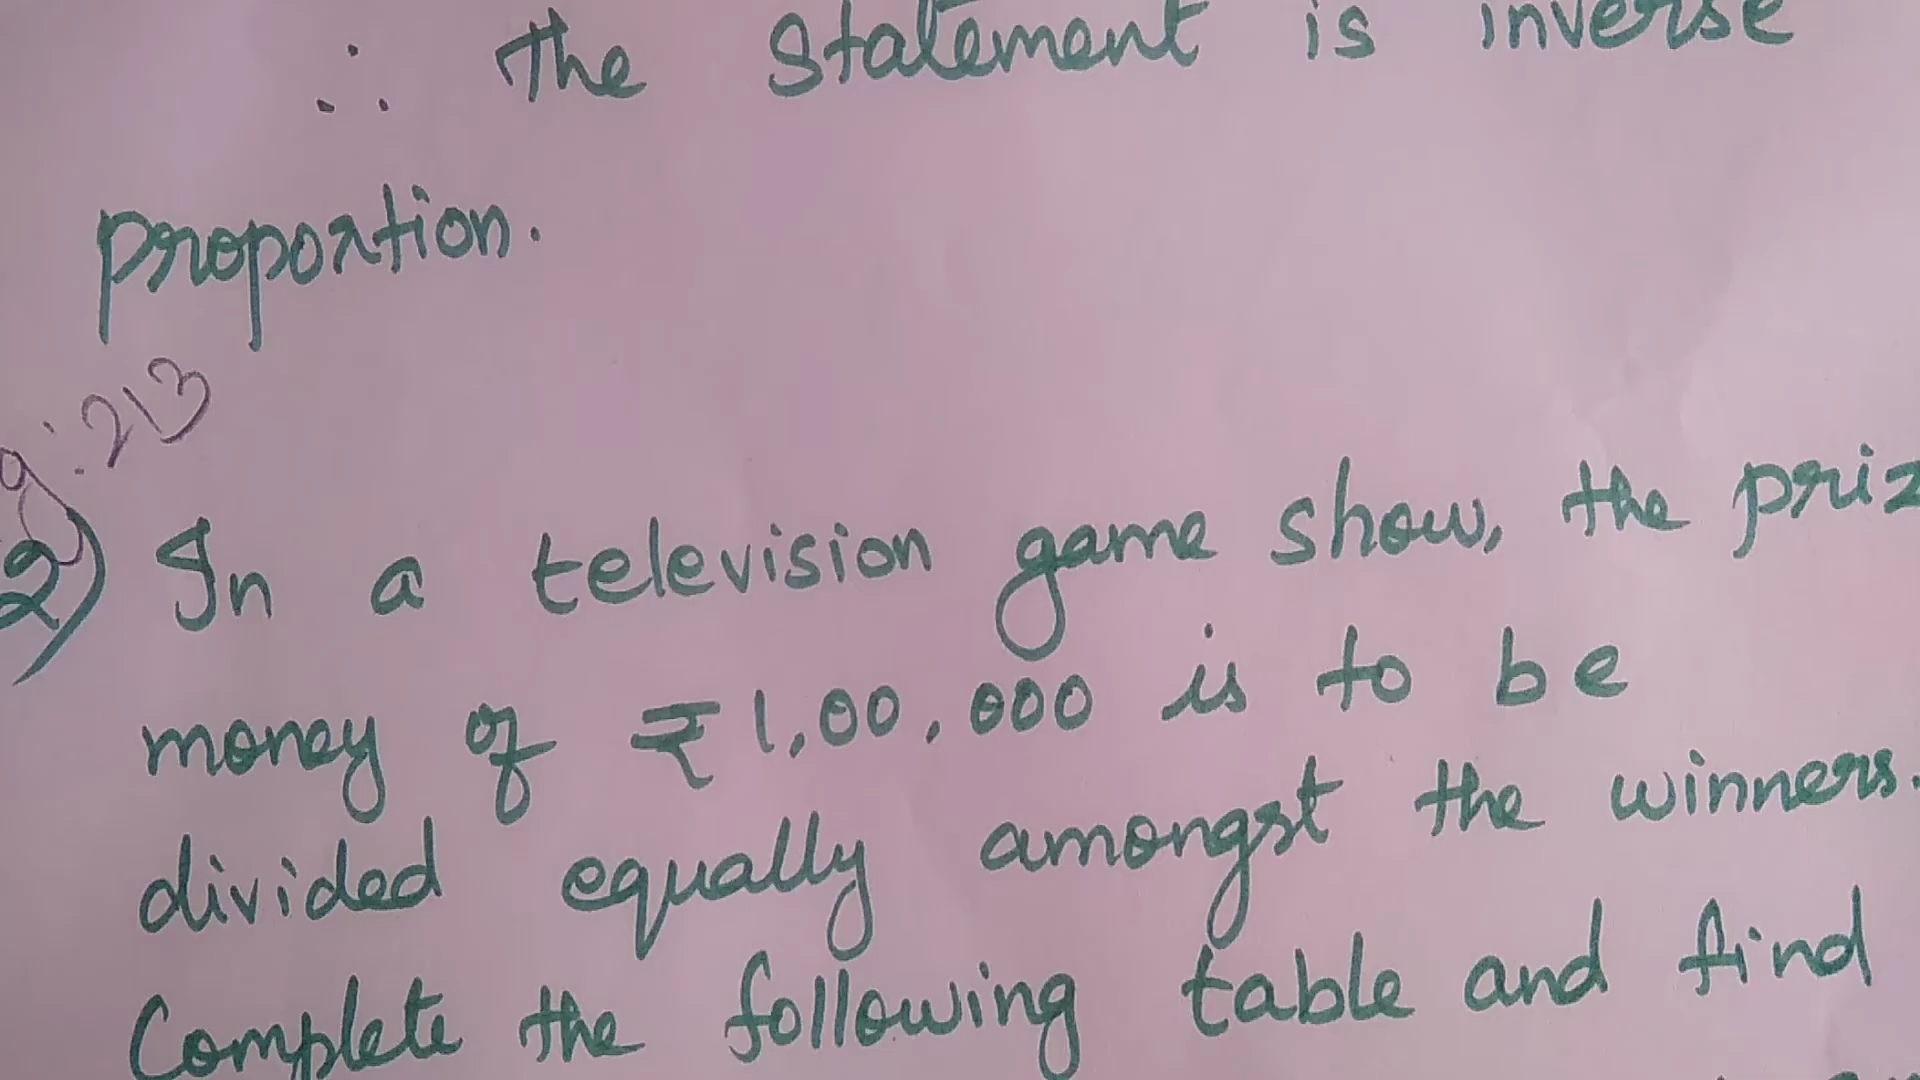 ∴ The statement is inverse
proportion.
g: 213
2) In a television game show, the priz
money of ₹1,00,000 is to be
divided equally amongst the winners.
Complete the following table and find